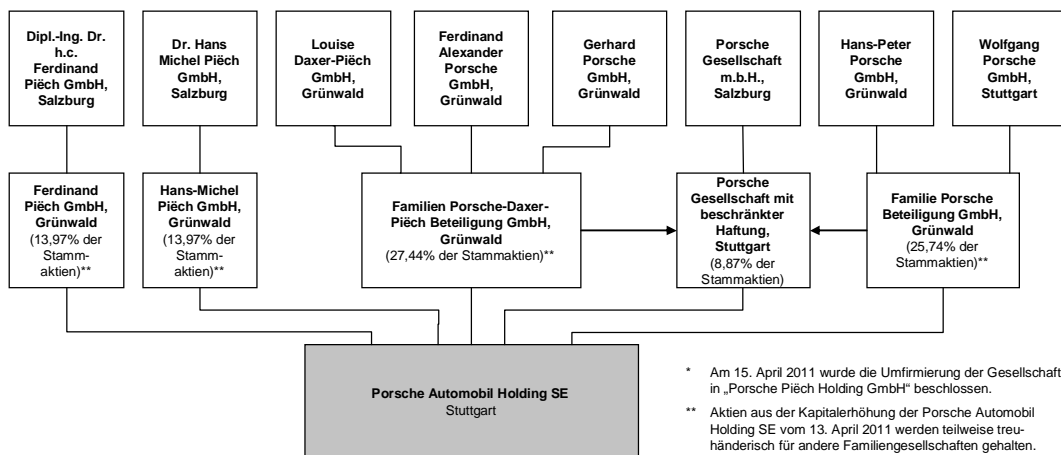 Dipl.-Ing. Dr.
h.c.
Ferdinand
Piëch GmbH,
Salzburg
Dr. Hans
Michel Piëch
GmbH,
Salzburg
Louise
Daxer-Piëch
GmbH,
Grünwald
Ferdinand
Alexander
Porsche
GmbH,
Grünwald
Gerhard
Porsche
GmbH,
Grünwald
Porsche
Gesellschaft
m.b.H.,
Salzburg
Hans-Peter
Porsche
GmbH,
Grünwald
Wolfgang
Porsche
GmbH,
Stuttgart
Ferdinand
Piëch GmbH,
Grünwald
(13,97% der
Stamm-
aktien)**
Hans-Michel
Piëch GmbH,
Grünwald
(13,97% der
Stamm-
aktien)**
Familien Porsche-Daxer-
Piëch Beteiligung GmbH,
Grünwald
(27,44% der Stammaktien)**
Porsche
Gesellschaft mit
beschränkter
Haftung,
Stuttgart
(8,87% der
Stammaktien)
Familie Porsche
Beteiligung GmbH,
Grünwald
(25,74% der
Stammaktien)**
Porsche Automobil Holding SE
Stuttgart
* Am 15. April 2011 wurde die Umfirmierung der Gesellschaft
in „Porsche Piëch Holding GmbH“ beschlossen.
** Aktien aus der Kapitalerhöhung der Porsche Automobil
Holding SE vom 13. April 2011 werden teilweise treu-
händerisch für andere Familiengesellschaften gehalten.